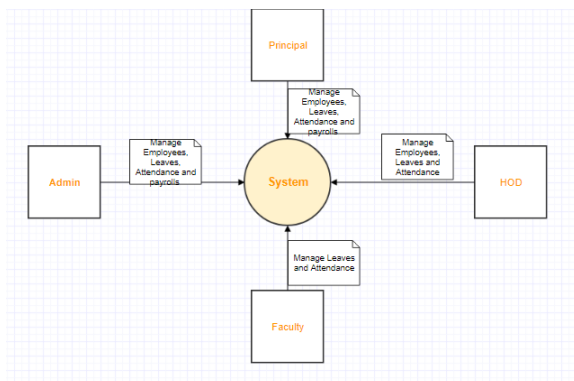 Principal
Manage
Employees,
Leaves,
Attendance and
payrolls
Manage
Employees,
Leaves,
Attendance and
payrolls
Manage
Employees,
Leaves and
Attendance
Admin
System
HOD
Manage Leaves
and Attendance
Faculty